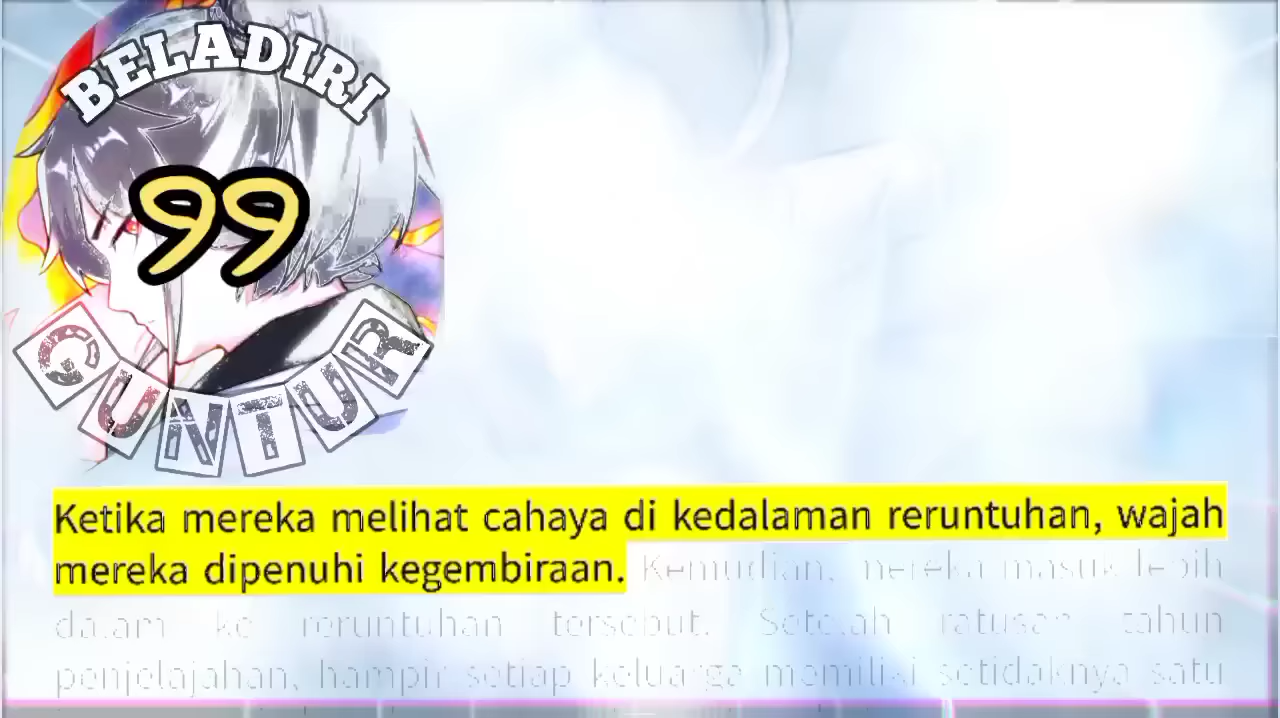 BELADIRI
99
GUNTUR
Ketika mereka melihat cahaya di kedalaman reruntuhan, wajah
mereka dipenuhi kegembiraan. Kemudian, mereka masuk lebih
dalam ke reruntuhan tersebut. Setelah ratusan tahun
penjelajahan, hampir setiap keluarga memiliki setidaknya satu